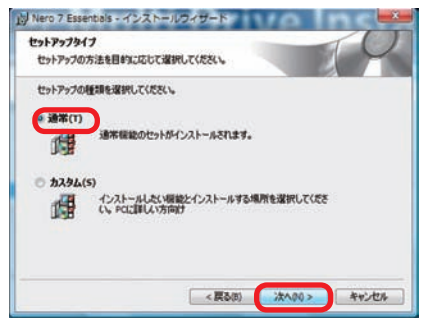 Nero 7 Essentials - インストールウィザード
セットアップタイプ
セットアップの方法を目的に応じて選択してください。
セットアップの種類を選択してください。
通常(T)
通常機能のセットがインストールされます。
カスタム(S)
インストールしたい機能とインストールする場所を選択してくださ
い。PCに詳しい方向け
< 戻る(B)
次へ(N) >
キャンセル